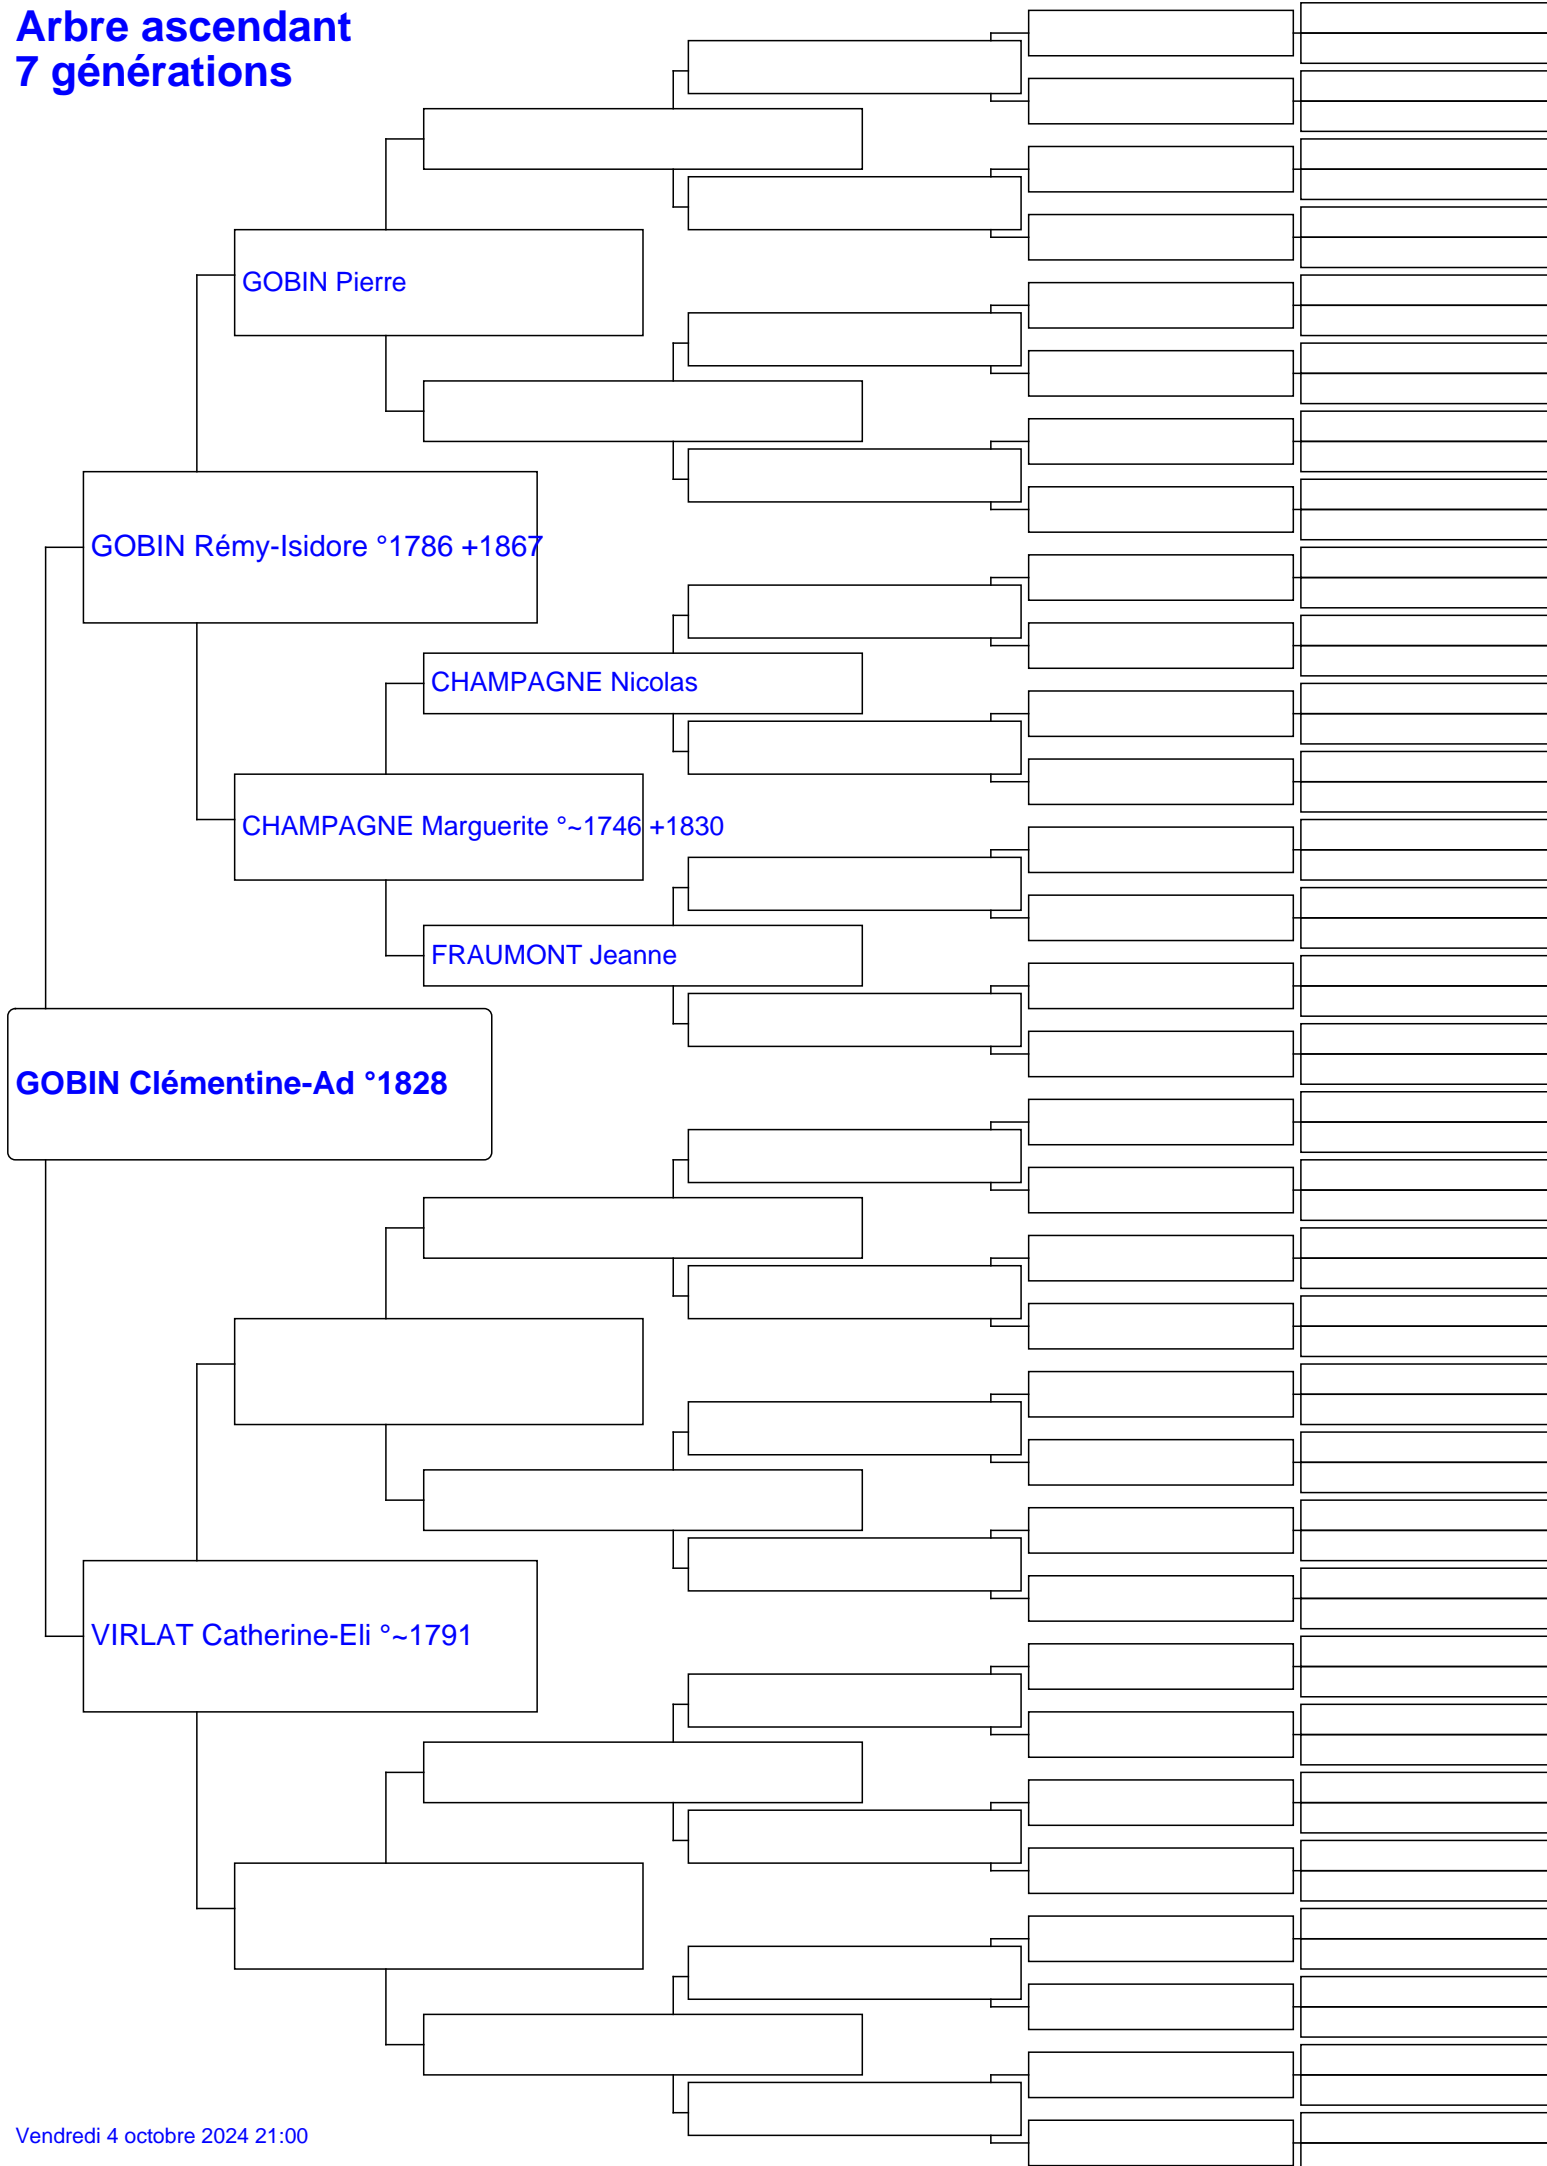 Arbre ascendant
7 générations
GOBIN Pierre
GOBIN Rémy-Isidore °1786 +1867
CHAMPAGNE Nicolas
CHAMPAGNE Marguerite °~1746 +1830
FRAUMONT Jeanne
GOBIN Clémentine-Ad °1828
VIRLAT Catherine-Eli °~1791
Vendredi 4 octobre 2024 21:00